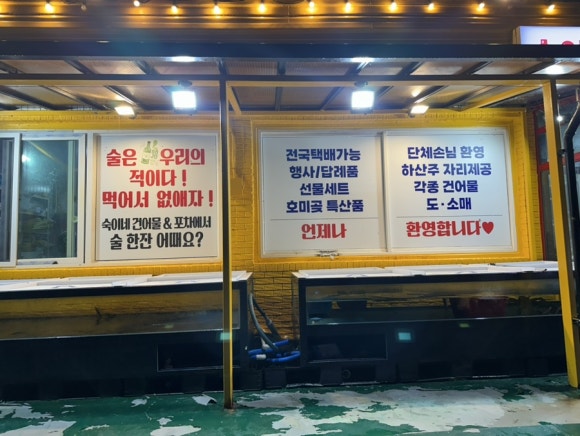 술은 우리의
적이다!
먹어서 없애자!
숙이네 건어물 & 포차에서
술 한잔 어때요?
전국택배가능
행사/답례품
선물세트
호미곶 특산품
언제나
단체손님 환영
하산주 자리제공
각종 건어물
도·소매
환영합니다♥